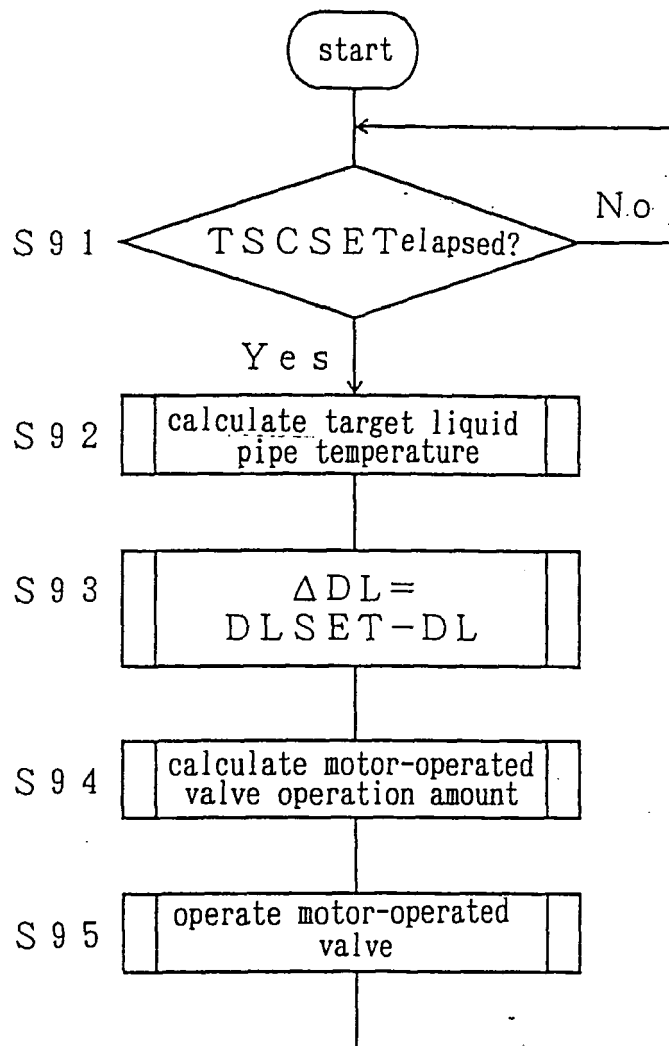 start
No
S91
TSCSETelapsed?
Yes
S92
calculate target liquid
pipe temperature
S93
ΔDL=
DLSET-DL
S94
calculate motor-operated
valve operation amount
S95
operate motor-operated
valve